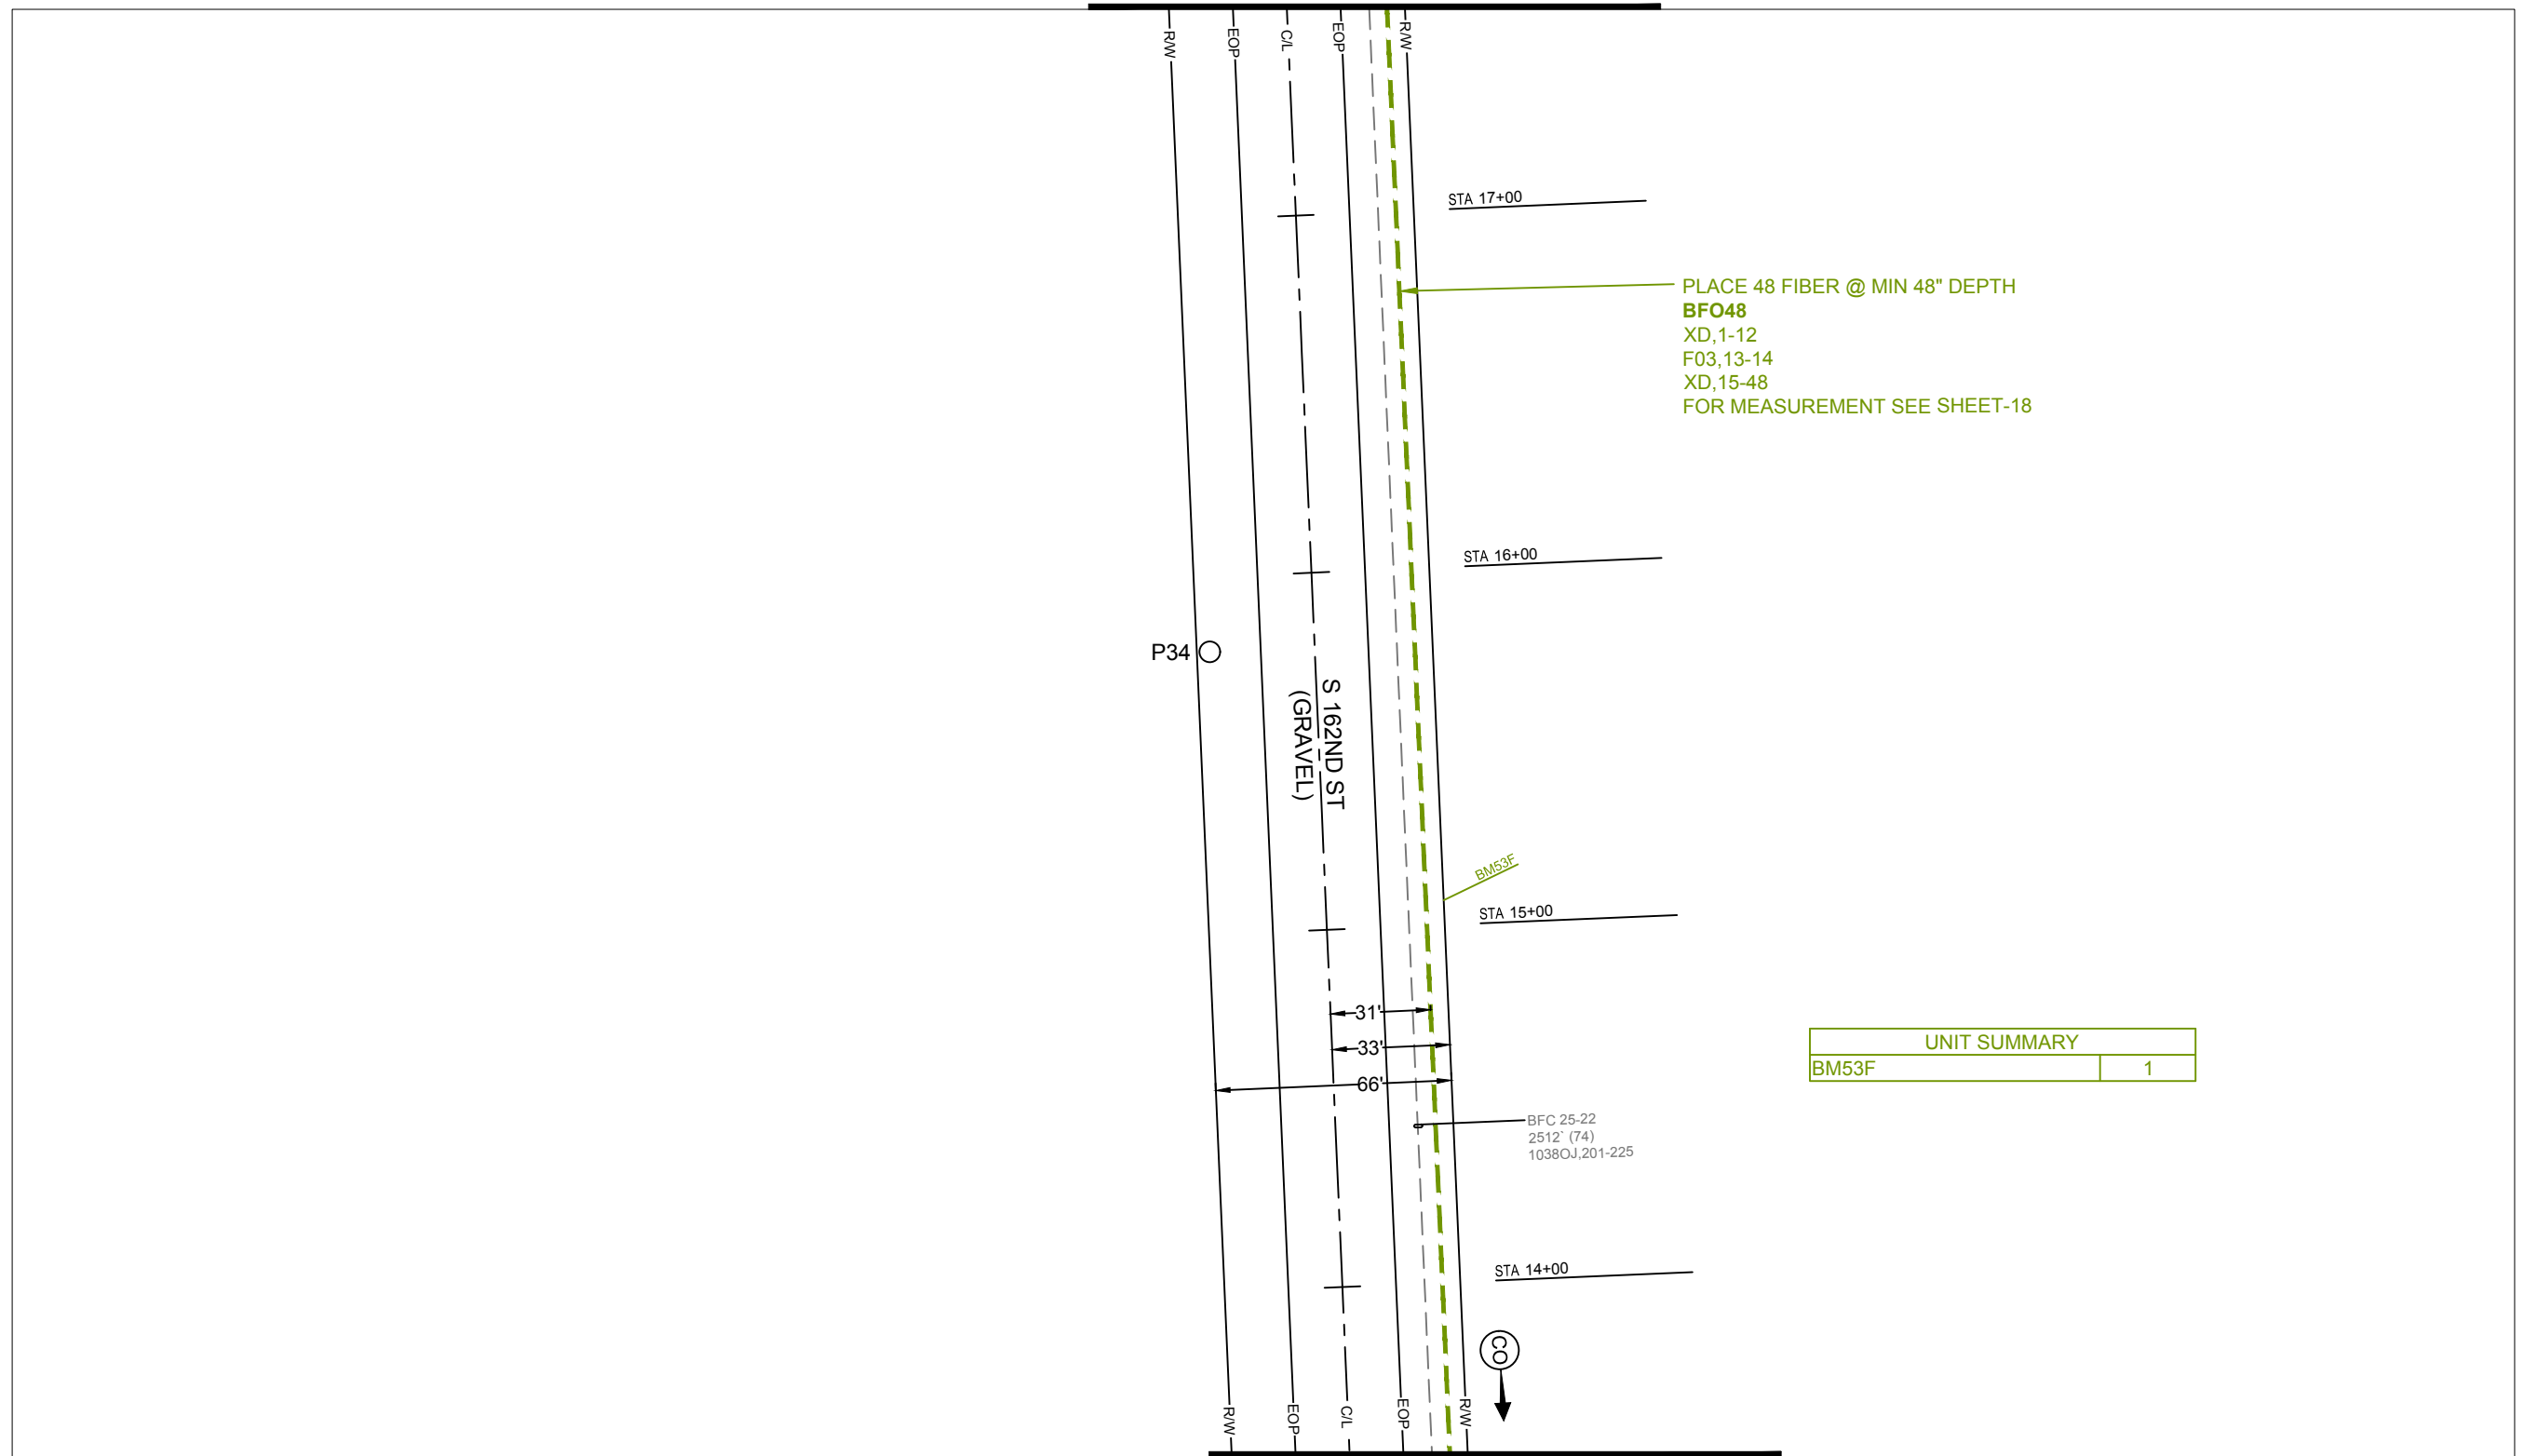 R/W
EOP
C/L
EOP
R/W
STA 17+00
PLACE 48 FIBER @ MIN 48" DEPTH
BFO48
XD,1-12
F03,13-14
XD,15-48
FOR MEASUREMENT SEE SHEET-18
STA 16+00
P34
S 162ND ST
(GRAVEL)
BM53F
STA 15+00
31'
33'
66'
UNIT SUMMARY
BM53F 1
BFC 25-22
2512` (74)
1038OJ,201-225
STA 14+00
CO
R/W
EOP
C/L
EOP
R/W